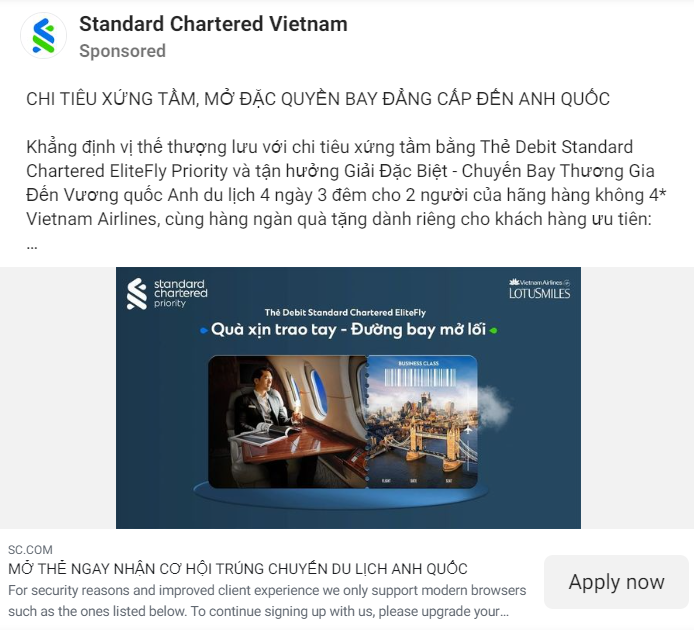 Standard Chartered Vietnam
Sponsored
CHI TIÊU XỨNG TẦM, MỞ ĐẶC QUYỀN BAY ĐẲNG CẤP ĐẾN ANH QUỐC
Khẳng định vị thế thượng lưu với chi tiêu xứng tầm bằng Thẻ Debit Standard
Chartered EliteFly Priority và tận hưởng Giải Đặc Biệt - Chuyến Bay Thương Gia
Đến Vương quốc Anh du lịch 4 ngày 3 đêm cho 2 người của hãng hàng không 4*
Vietnam Airlines, cùng hàng ngàn quà tặng dành riêng cho khách hàng ưu tiên:
...
standard
chartered
priority
Vietnam Airlines
LOTUSMILES
Thẻ Debit Standard Chartered EliteFly
Quà xịn trao tay - Đường bay mở lối
BUSINESS CLASS
FLIGHT DATE SEAT
SC.COM
MỞ THẺ NGAY NHẬN CƠ HỘI TRÚNG CHUYẾN DU LỊCH ANH QUỐC
For security reasons and improved client experience we only support modern browsers
such as the ones listed below. To continue signing up with us, please upgrade your...
Apply now